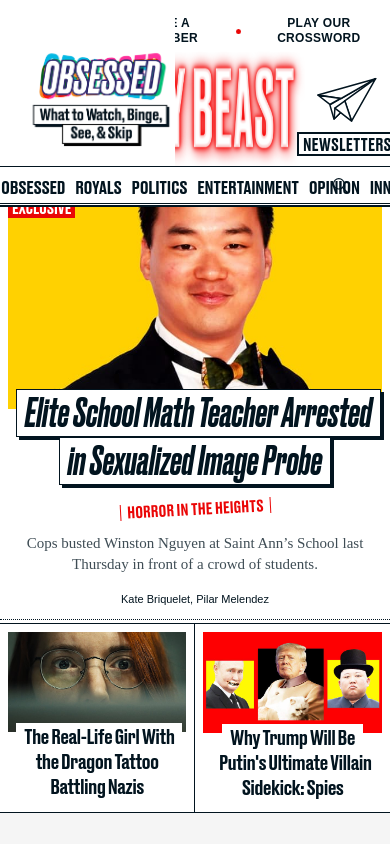 PLAY OUR
CROSSWORD
OBSESSED
What to Watch, Binge,
See, & Skip
BEAST
NEWSLETTERS
OBSESSED ROYALS POLITICS ENTERTAINMENT OPINION INN
EXCLUSIVE
Elite School Math Teacher Arrested
in Sexualized Image Probe
HORROR IN THE HEIGHTS
Cops busted Winston Nguyen at Saint Ann’s School last
Thursday in front of a crowd of students.
Kate Briquelet, Pilar Melendez
The Real-Life Girl With
the Dragon Tattoo
Battling Nazis
Why Trump Will Be
Putin's Ultimate Villain
Sidekick: Spies